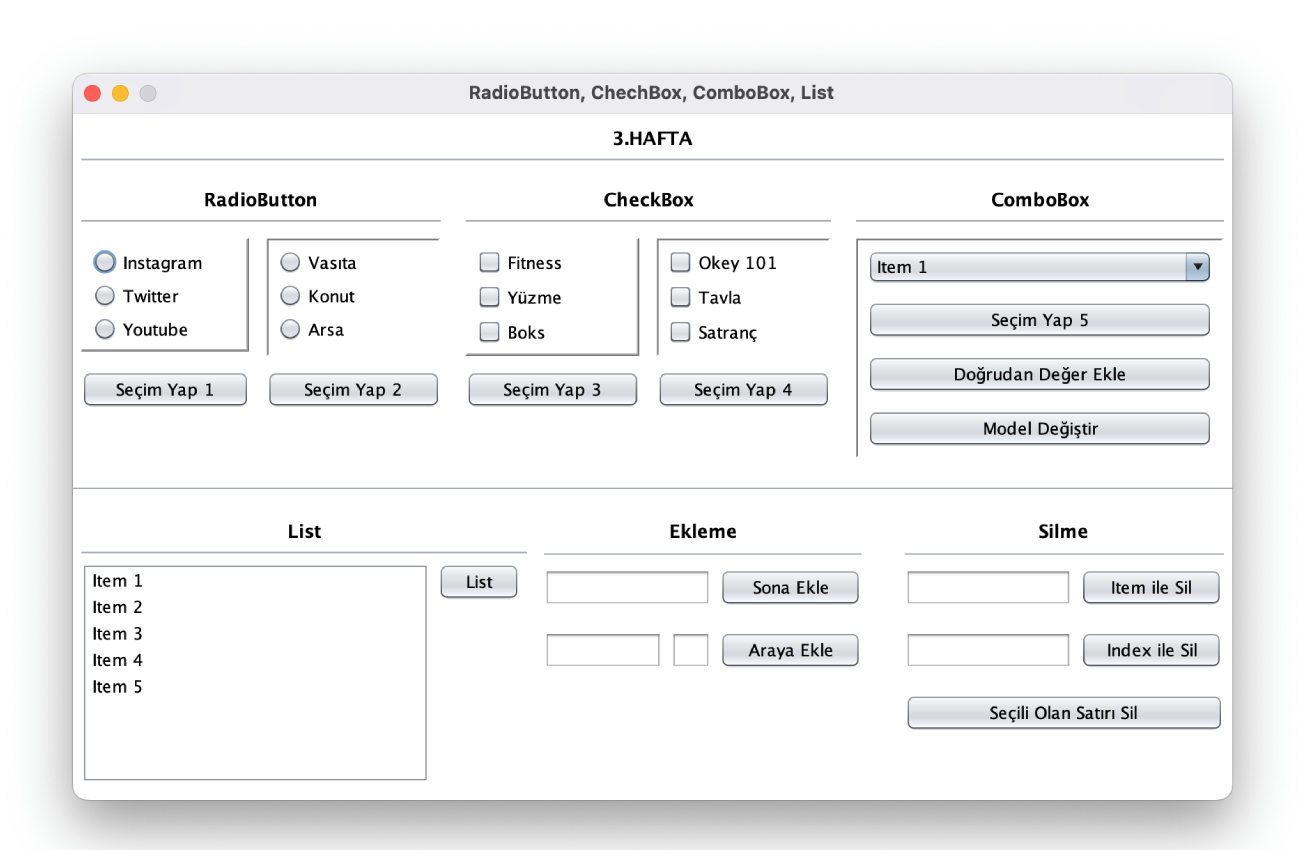 RadioButton, ChechBox, ComboBox, List
3.HAFTA
RadioButton
Instagram
Twitter
Youtube
Seçim Yap 1
Vasıta
Konut
Arsa
Seçim Yap 2
CheckBox
Fitness
Yüzme
Boks
Seçim Yap 3
Okey 101
Tavla
Satranç
Seçim Yap 4
ComboBox
Item 1
Seçim Yap 5
Doğrudan Değer Ekle
Model Değiştir
List
Item 1
Item 2
Item 3
Item 4
Item 5
List
Ekleme
Sona Ekle
Araya Ekle
Silme
Item ile Sil
Index ile Sil
Seçili Olan Satırı Sil